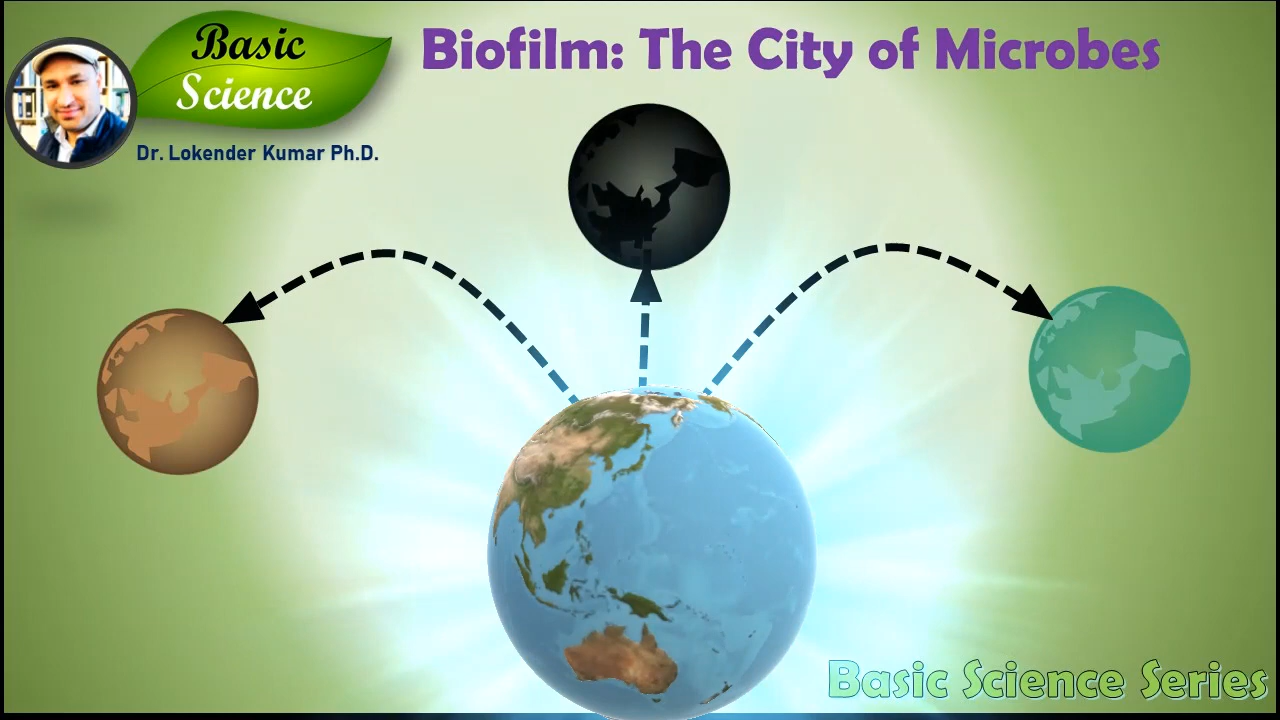 Basic
Science
Biofilm: The City of Microbes
Dr. Lokender Kumar Ph.D.
Basic Science Series